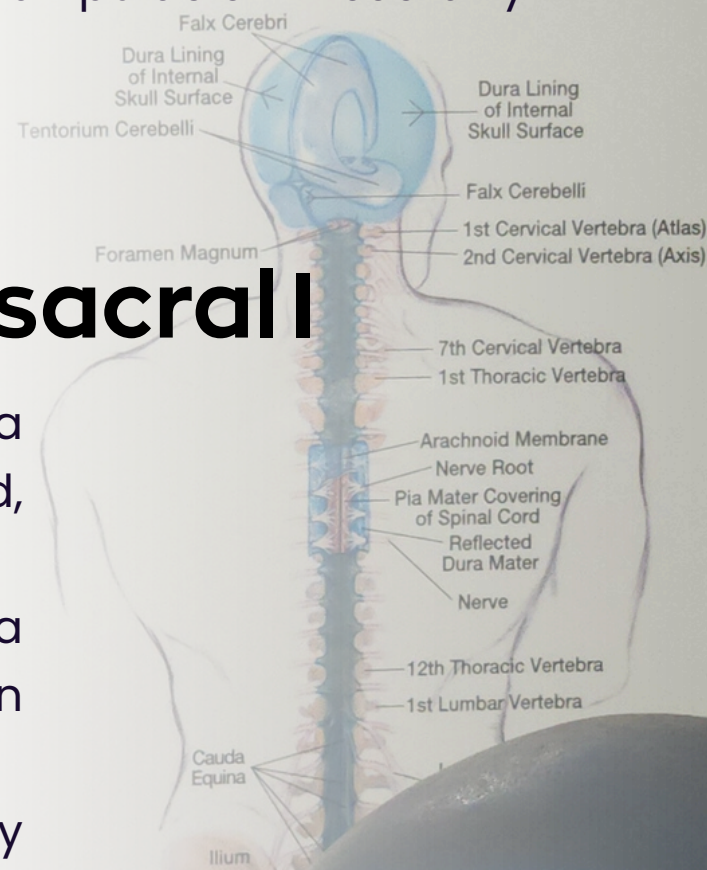 Falx Cerebri
Dura Lining
of Internal
Skull Surface
Tentorium Cerebelli
Dura Lining
of Internal
Skull Surface
Falx Cerebelli
1st Cervical Vertebra (Atlas)
2nd Cervical Vertebra (Axis)
Foramen Magnum
sacral I
7th Cervical Vertebra
1st Thoracic Vertebra
a
Arachnoid Membrane
Nerve Root
d,
Pia Mater Covering
of Spinal Cord
Reflected
Dura Mater
Nerve
a
12th Thoracic Vertebra
n
1st Lumbar Vertebra
Cauda
Equina
y
Ilium